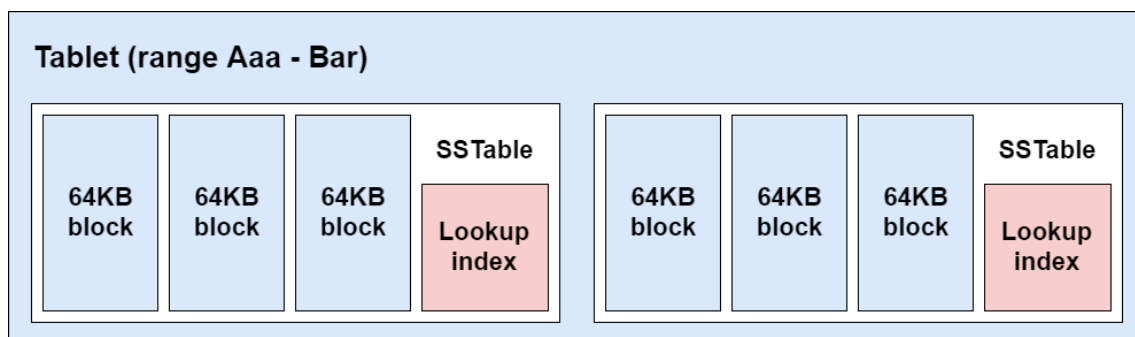 Tablet (range Aaa - Bar)
64KB
block
64KB
block
64KB
block
SSTable
Lookup
index
64KB
block
64KB
block
64KB
block
SSTable
Lookup
index